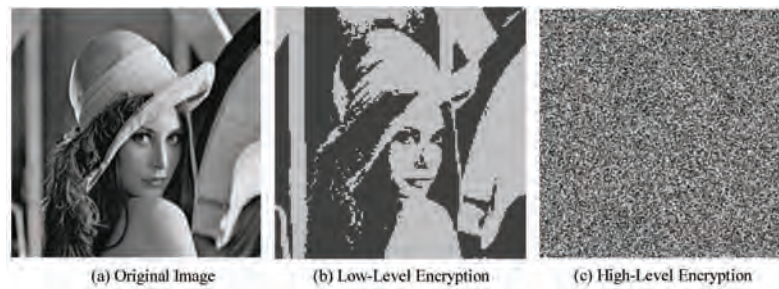 (a) Original Image
(b) Low-Level Encryption
(c) High-Level Encryption